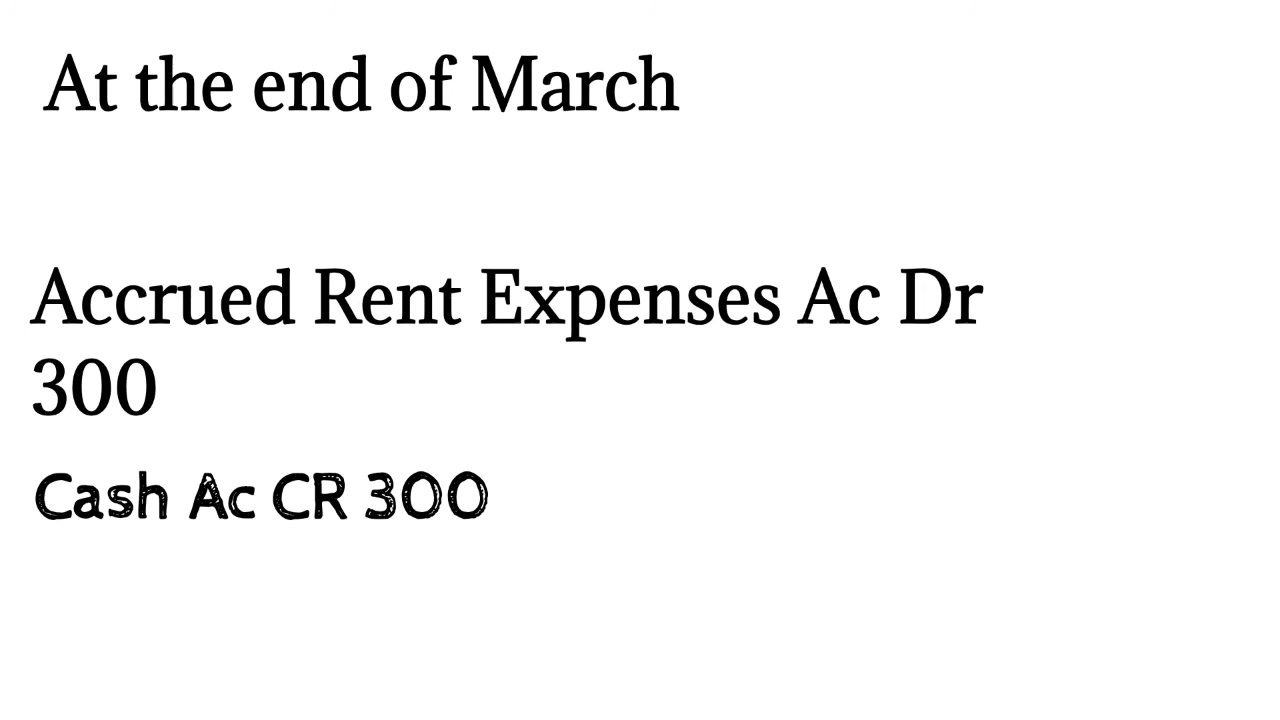 At the end of March
Accrued Rent Expenses Ac Dr
300
Cash Ac CR 300